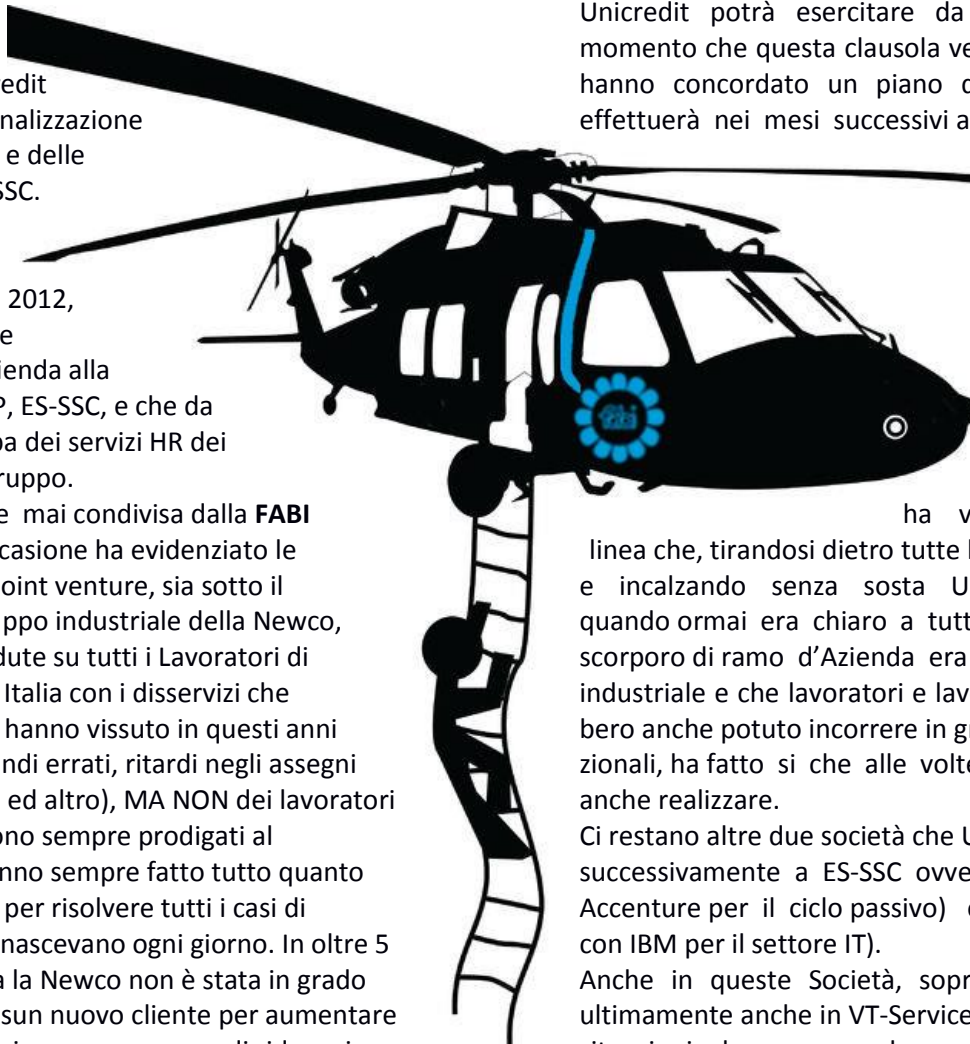 edit
nalizzazione
e delle
SSC.
2012,
e
ienda alla
P, ES-SSC, e che da
pa dei servizi HR dei
ruppo.
e mai condivisa dalla FABI
casione ha evidenziato le
oint venture, sia sotto il
uppo industriale della Newco,
dute su tutti i Lavoratori di
Italia con i disservizi che
hanno vissuto in questi anni
ndi errati, ritardi negli assegni
ed altro), MA NON dei lavoratori
ono sempre prodigati al
nno sempre fatto tutto quanto
per risolvere tutti i casi di
nascevano ogni giorno. In oltre 5
a la Newco non è stata in grado
sun nuovo cliente per aumentare
Unicredit potrà esercitare da
momento che questa clausola ve
hanno concordato un piano d
effettuerà nei mesi successivi a
fabi
ha v
linea che, tirandosi dietro tutte l
e incalzando senza sosta U
quando ormai era chiaro a tutt
scorporo di ramo d'Azienda era
industriale e che lavoratori e lav
bero anche potuto incorrere in g
zionali, ha fatto si che alle volte
anche realizzare.
Ci restano altre due società che U
successivamente a ES-SSC ovve
Accenture per il ciclo passivo)
con IBM per il settore IT).
Anche in queste Società, sopr
ultimamente anche in VT-Service